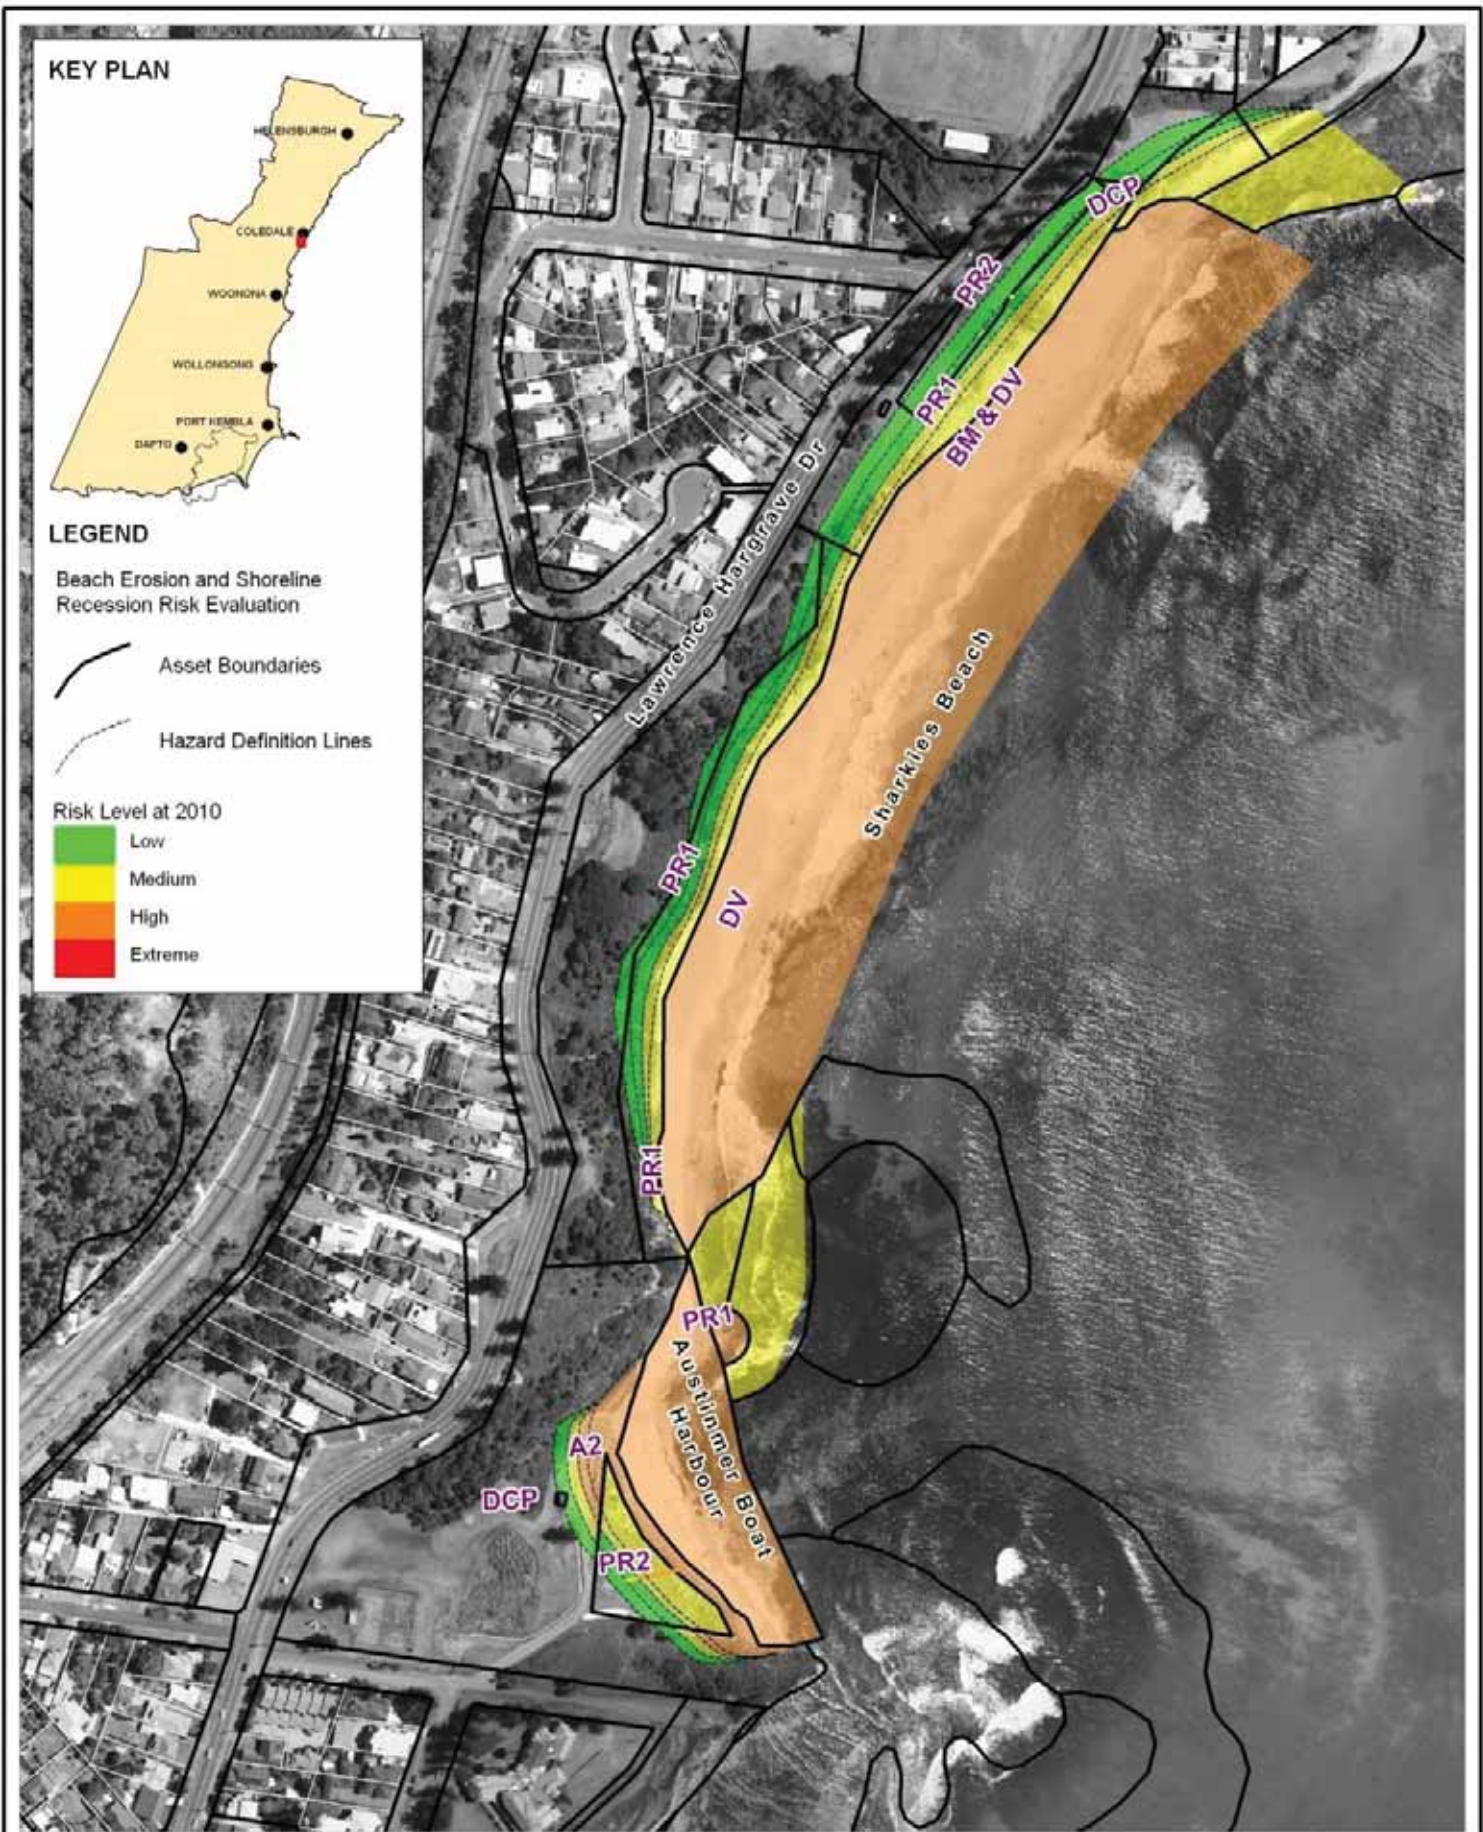 KEY PLAN
HELENSBURGH
COLEDALE
WOONONA
WOLLONGONG
PORT KEMBLA
DAPTO
LEGEND
Beach Erosion and Shoreline
Recession Risk Evaluation
Asset Boundaries
Hazard Definition Lines
Risk Level at 2010
Low
Medium
High
Extreme
DCP
PR2
PR1
BM & DV
Lawrence Hargrave Dr
Sharkies Beach
PR1
DV
PR1
PR1
Austinmer Boat
Harbour
A2
DCP
PR2